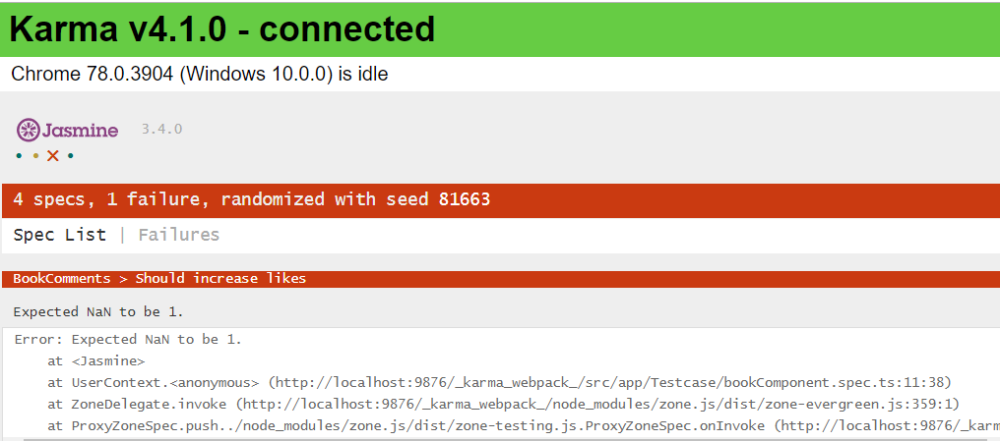 Karma v4.1.0 - connected
Chrome 78.0.3904 (Windows 10.0.0) is idle
Jasmine 3.4.0
4 specs, 1 failure, randomized with seed 81663
Spec List | Failures
BookComments > Should increase likes
Expected NaN to be 1.
Error: Expected NaN to be 1.
at <Jasmine>
at UserContext.<anonymous> (http://localhost:9876/_karma_webpack_/src/app/Testcase/bookComponent.spec.ts:11:38)
at ZoneDelegate.invoke (http://localhost:9876/_karma_webpack_/node_modules/zone.js/dist/zone-evergreen.js:359:1)
at ProxyZoneSpec.push../node_modules/zone.js/dist/zone-testing.js.ProxyZoneSpec.onInvoke (http://localhost:9876/_karm